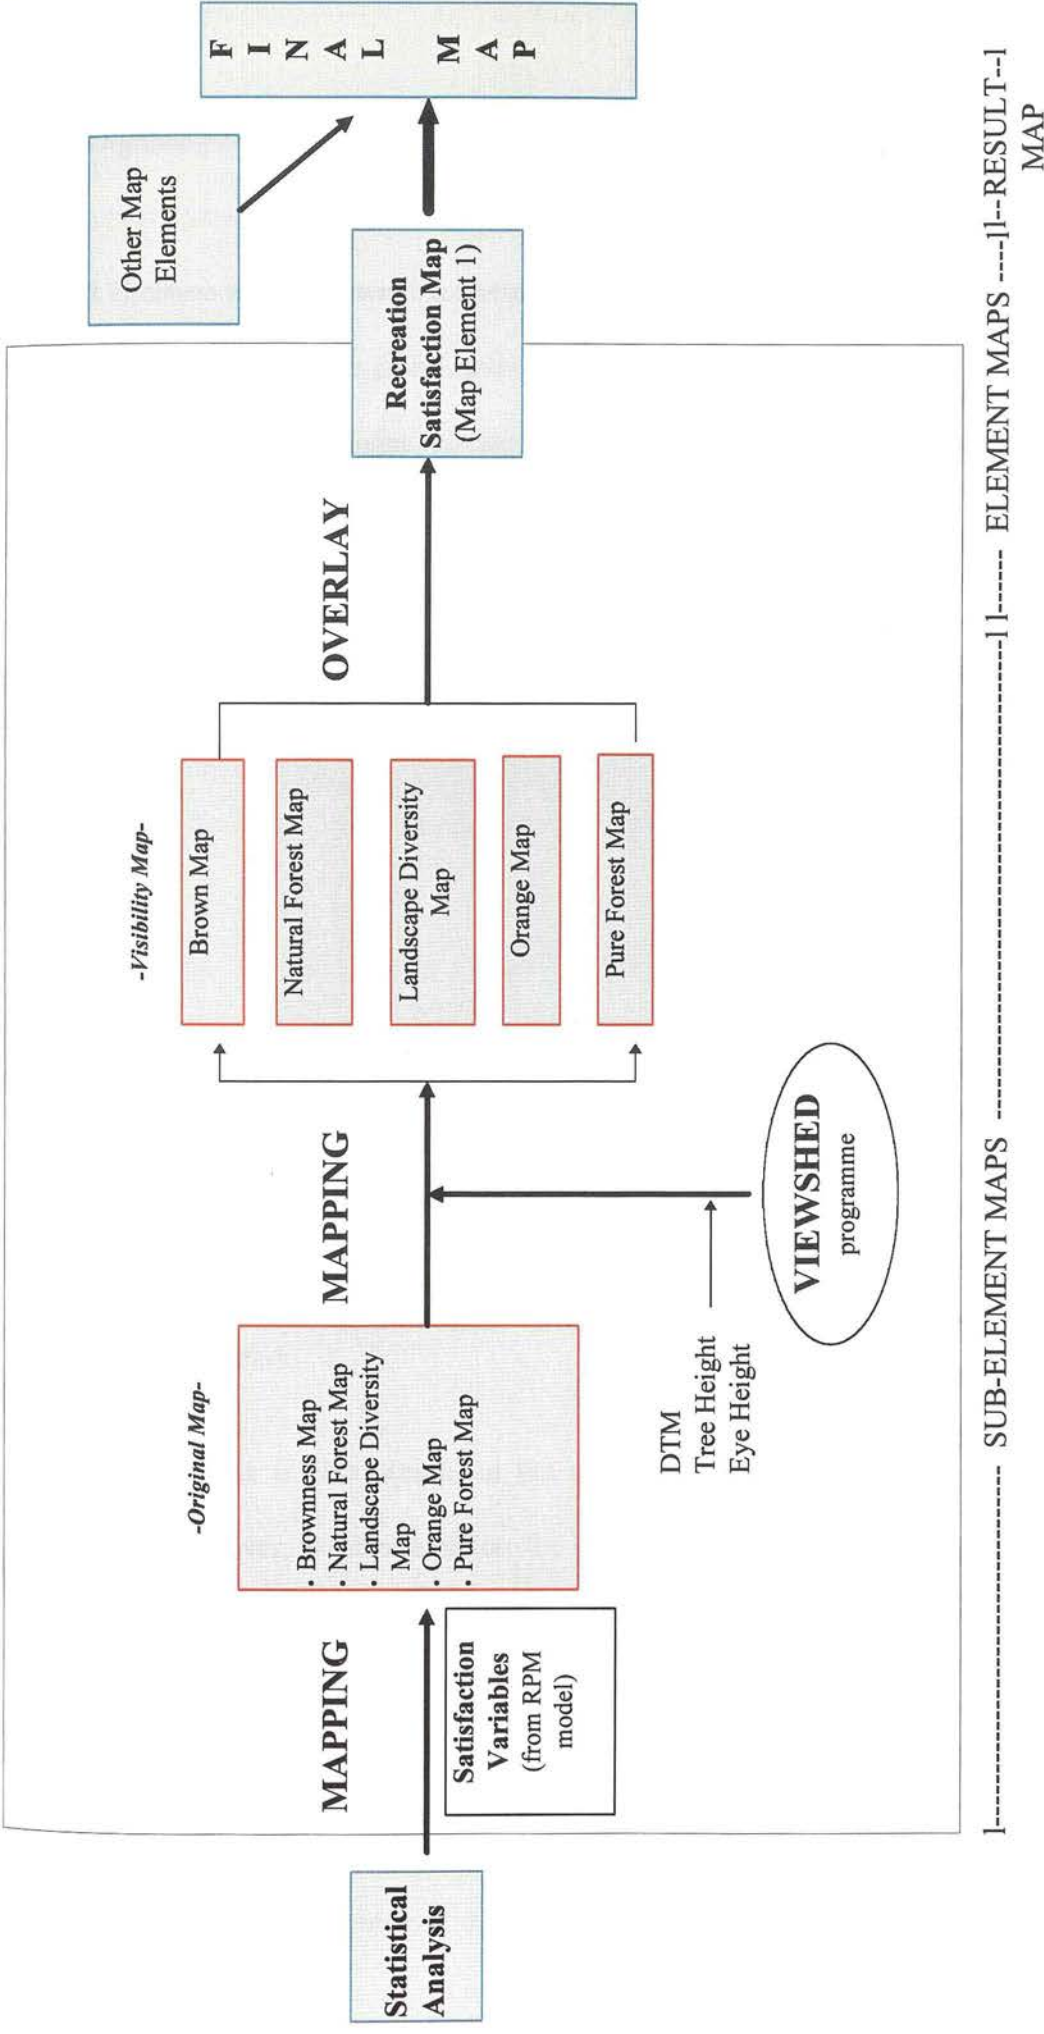 Statistical
Analysis
MAPPING
Satisfaction
Variables
(from RPM
model)
-Original Map-
· Brownness Map
· Natural Forest Map
· Landscape Diversity
Map
· Orange Map
· Pure Forest Map
MAPPING
DTM
Tree Height
Eye Height
VIEWSHED
programme
-Visibility Map-
Brown Map
Natural Forest Map
Landscape Diversity
Map
Orange Map
Pure Forest Map
OVERLAY
Recreation
Satisfaction Map
(Map Element 1)
Other Map
Elements
F I N A L M A P
l--------------------------------- SUB-ELEMENT MAPS ---------------------------------------------l l------ ELEMENT MAPS -----l l--RESULT--l
MAP